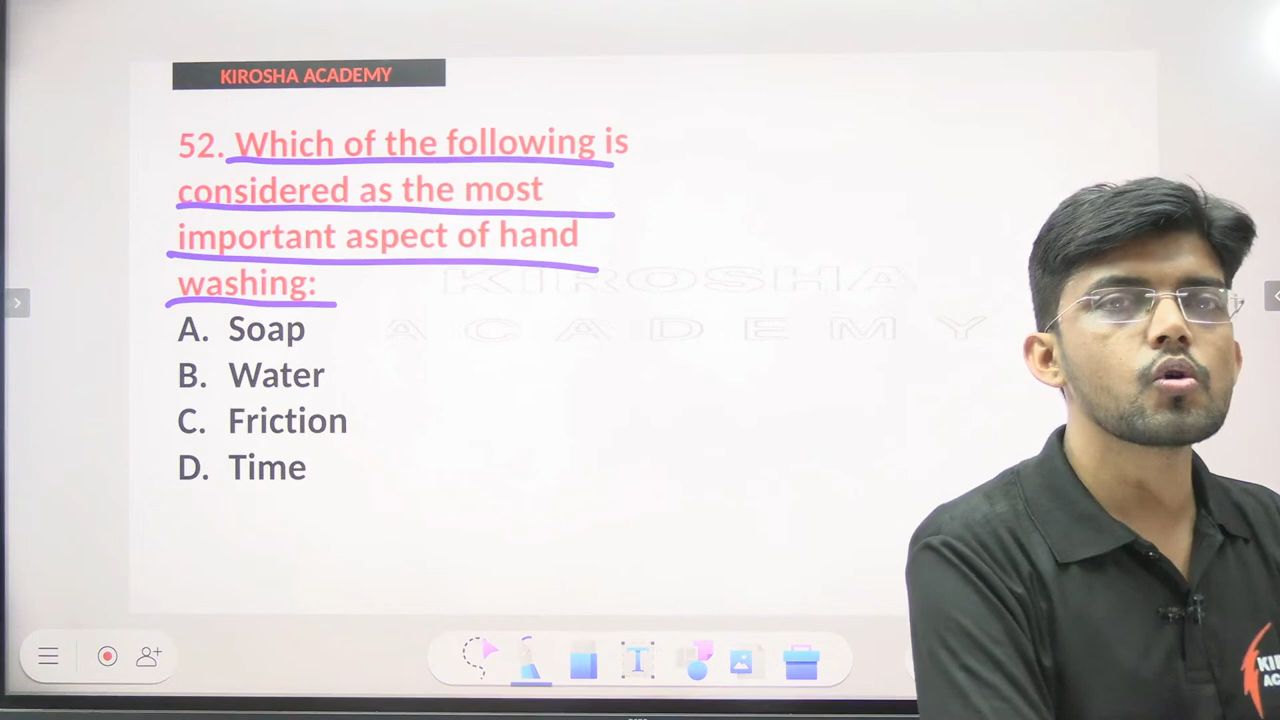 KIROSHA ACADEMY
52. Which of the following is
considered as the most
important aspect of hand
washing:
KIROSHA
ACADEMY
A. Soap
B. Water
C. Friction
D. Time
T